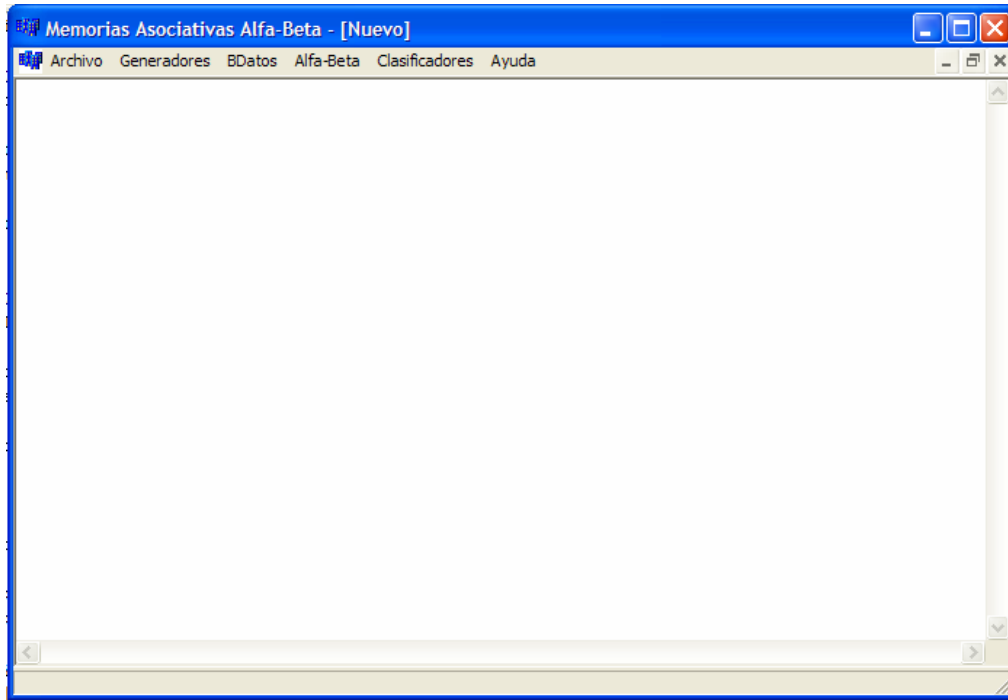 Memorias Asociativas Alfa-Beta - [Nuevo]
Archivo Generadores BDatos Alfa-Beta Clasificadores Ayuda